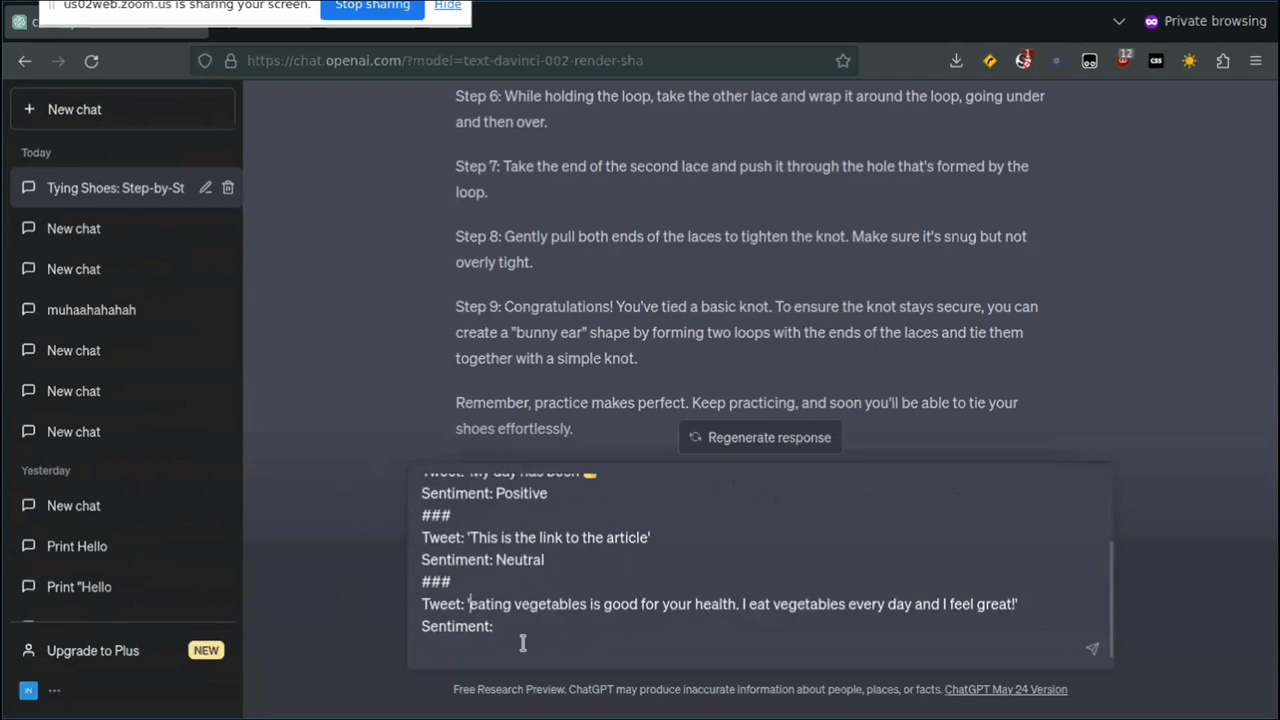 us02web.zoom.us is sharing your screen.
Stop sharing
Hide
Private browsing
https://chat.openai.com/?model=text-davinci-002-render-sha
12
CSS
+ New chat
Today
Tying Shoes: Step-by-St
New chat
New chat
muhaahahahah
New chat
New chat
New chat
Yesterday
New chat
Print Hello
Print "Hello
Upgrade to Plus
NEW
IN
...
Step 6: While holding the loop, take the other lace and wrap it around the loop, going under
and then over.
Step 7: Take the end of the second lace and push it through the hole that's formed by the
loop.
Step 8: Gently pull both ends of the laces to tighten the knot. Make sure it's snug but not
overly tight.
Step 9: Congratulations! You've tied a basic knot. To ensure the knot stays secure, you can
create a "bunny ear" shape by forming two loops with the ends of the laces and tie them
together with a simple knot.
Remember, practice makes perfect. Keep practicing, and soon you'll be able to tie your
shoes effortlessly.
Regenerate response
Tweet: 'My day has been 👍'
Sentiment: Positive
###
Tweet: 'This is the link to the article'
Sentiment: Neutral
###
Tweet: 'eating vegetables is good for your health. I eat vegetables every day and I feel great!'
Sentiment:
Free Research Preview. ChatGPT may produce inaccurate information about people, places, or facts. ChatGPT May 24 Version